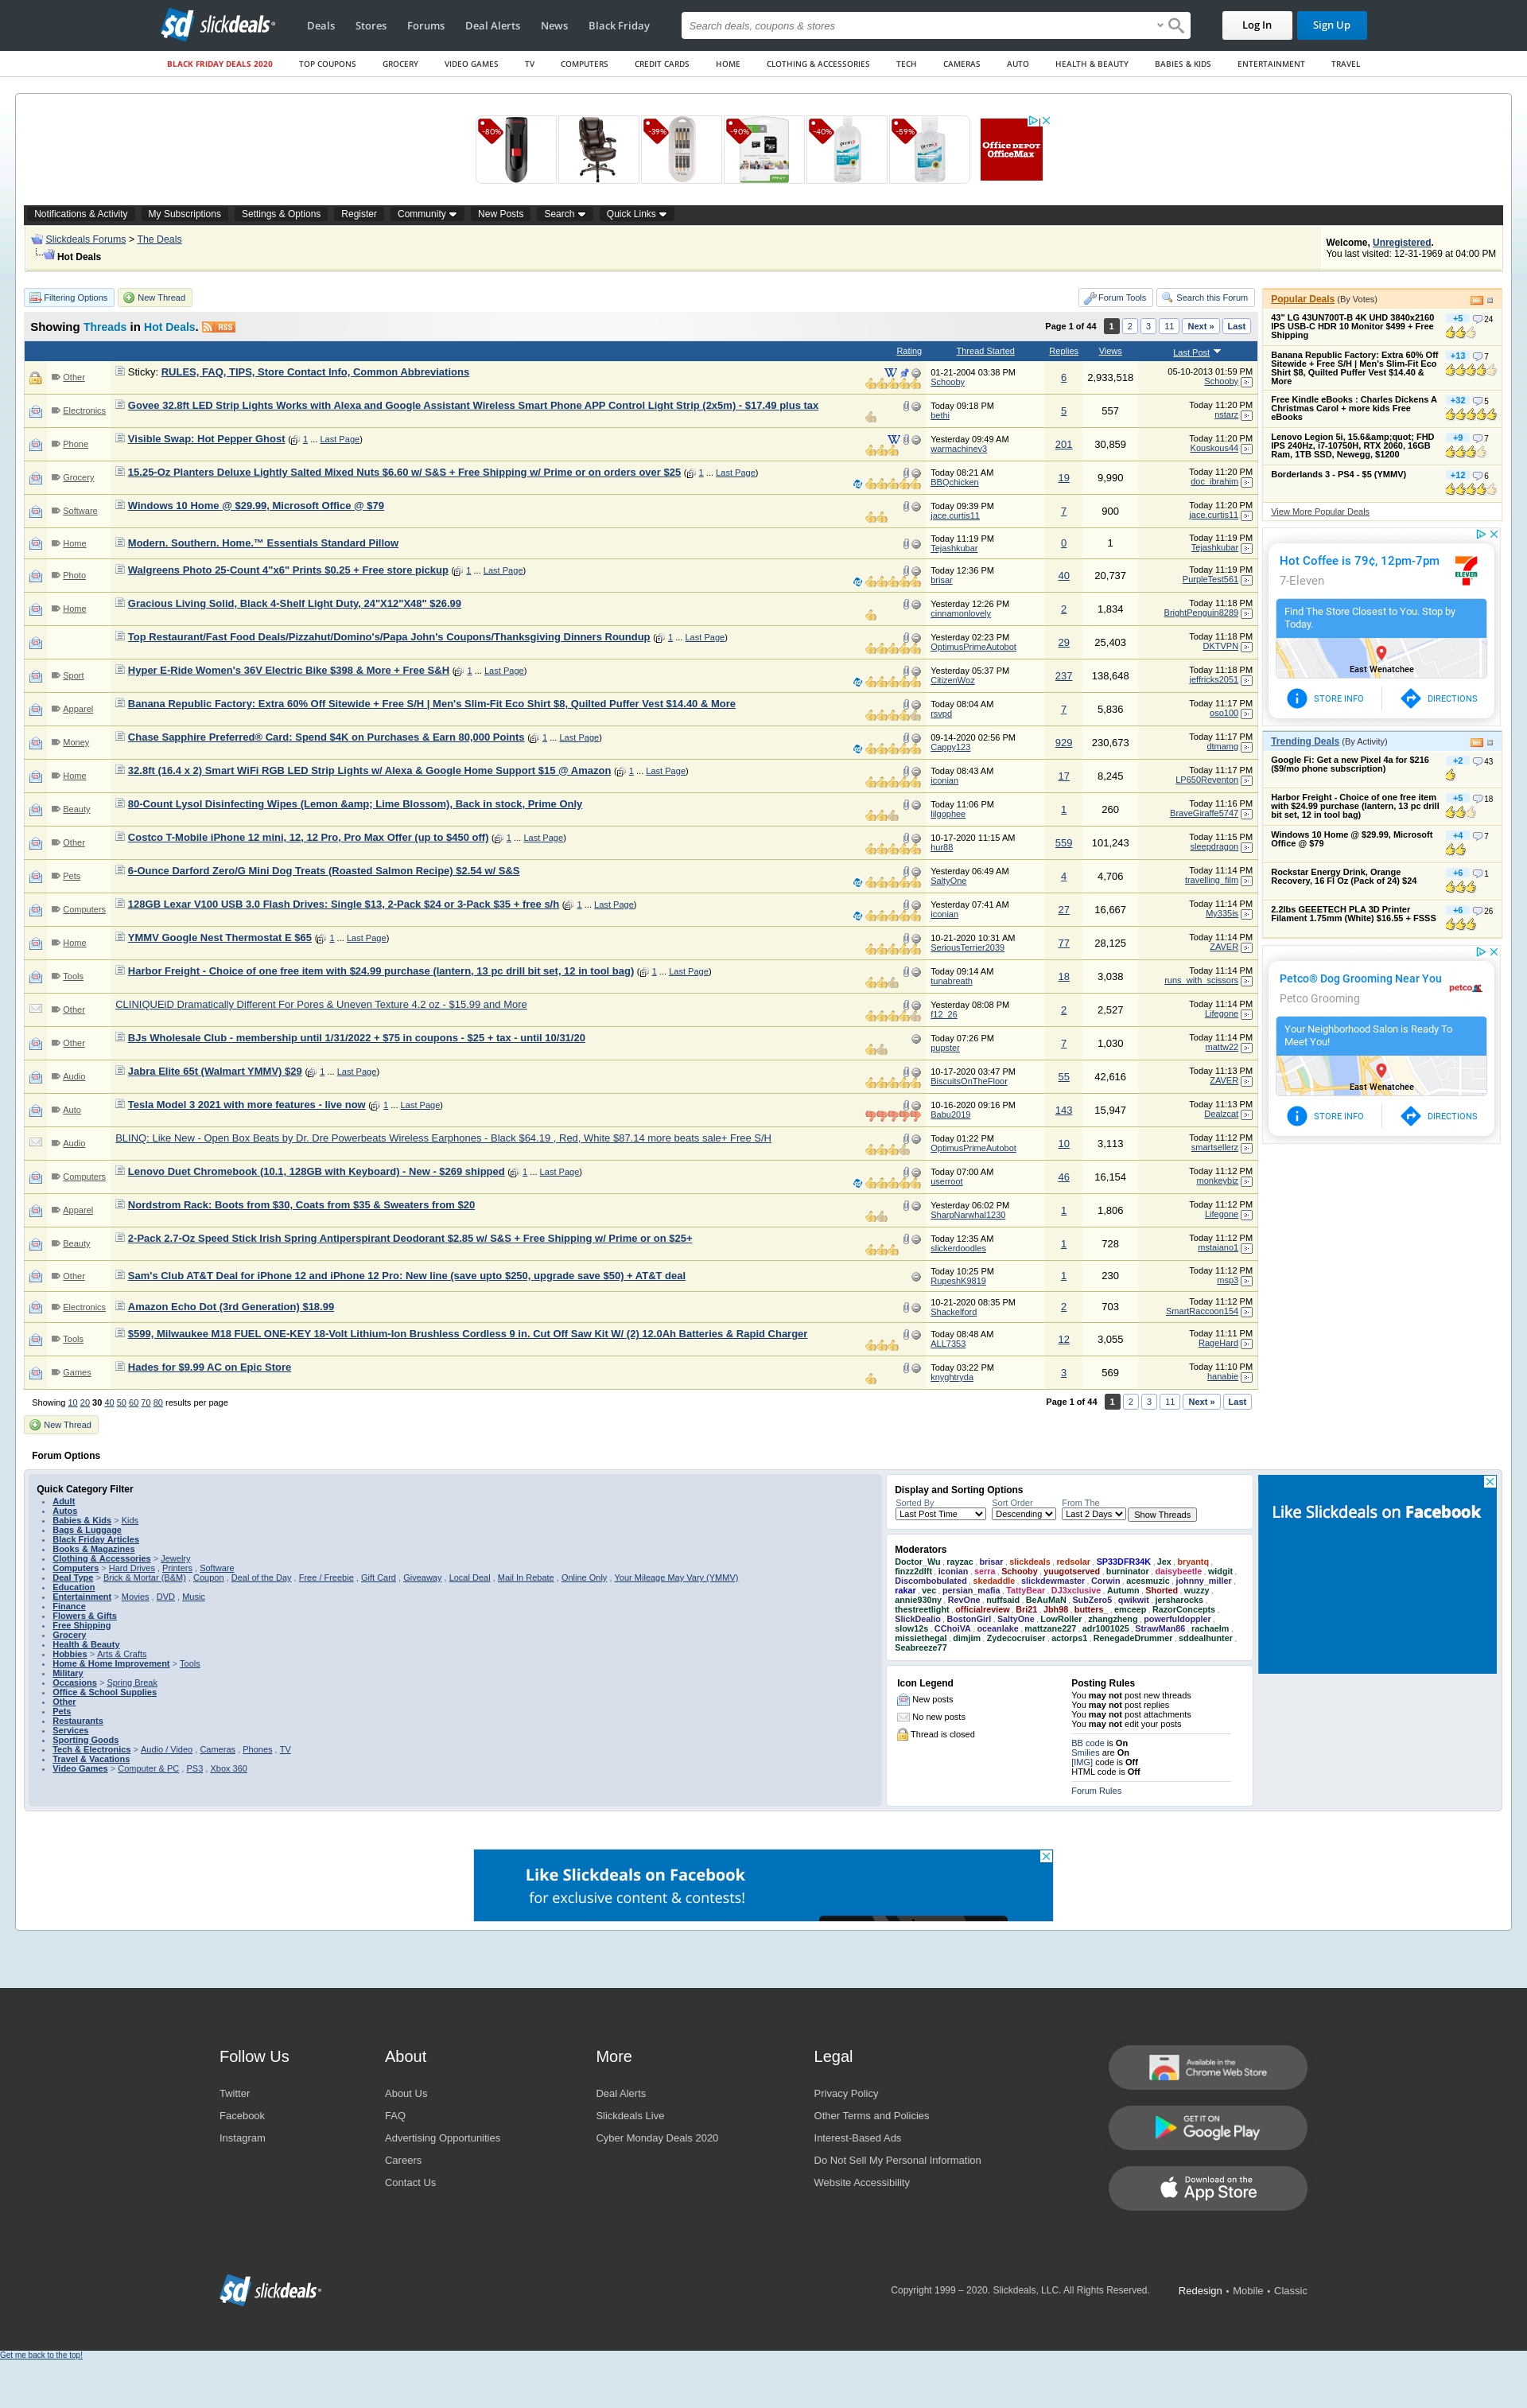 slickdeals
Deals Stores Forums Deal Alerts News Black Friday
Search deals, coupons & stores
Log In Sign Up
BLACK FRIDAY DEALS 2020 TOP COUPONS GROCERY VIDEO GAMES TV COMPUTERS CREDIT CARDS HOME CLOTHING & ACCESSORIES TECH CAMERAS AUTO HEALTH & BEAUTY BABIES & KIDS ENTERTAINMENT TRAVEL
-80% -39% -90% -40% -59%
Office DEPOT OfficeMax
Notifications & Activity My Subscriptions Settings & Options Register Community New Posts Search Quick Links
Slickdeals Forums > The Deals
Hot Deals
Welcome, Unregistered.
You last visited: 12-31-1969 at 04:00 PM
Filtering Options New Thread Forum Tools Search this Forum
Showing Threads in Hot Deals. RSS
Page 1 of 44 1 2 3 11 Next » Last
Rating Thread Started Replies Views Last Post
Other Sticky: RULES, FAQ, TIPS, Store Contact Info, Common Abbreviations 01-21-2004 03:38 PM Schooby 6 2,933,518 05-10-2013 01:59 PM Schooby
Electronics Govee 32.8ft LED Strip Lights Works with Alexa and Google Assistant Wireless Smart Phone APP Control Light Strip (2x5m) - $17.49 plus tax Today 09:18 PM bethi 5 557 Today 11:20 PM nstarz
Phone Visible Swap: Hot Pepper Ghost ( 1 ... Last Page) Yesterday 09:49 AM warmachinev3 201 30,859 Today 11:20 PM Kouskous44
Grocery 15.25-Oz Planters Deluxe Lightly Salted Mixed Nuts $6.60 w/ S&S + Free Shipping w/ Prime or on orders over $25 ( 1 ... Last Page) Today 08:21 AM BBQchicken 19 9,990 Today 11:20 PM doc_ibrahim
Software Windows 10 Home @ $29.99, Microsoft Office @ $79 Today 09:39 PM jace.curtis11 7 900 Today 11:20 PM jace.curtis11
Home Modern. Southern. Home.™ Essentials Standard Pillow Today 11:19 PM Tejashkubar 0 1 Today 11:19 PM Tejashkubar
Photo Walgreens Photo 25-Count 4"x6" Prints $0.25 + Free store pickup ( 1 ... Last Page) Today 12:36 PM brisar 40 20,737 Today 11:19 PM PurpleTest561
Home Gracious Living Solid, Black 4-Shelf Light Duty, 24"X12"X48" $26.99 Yesterday 12:26 PM cinnamonlovely 2 1,834 Today 11:18 PM BrightPenguin8289
Top Restaurant/Fast Food Deals/Pizzahut/Domino's/Papa John's Coupons/Thanksgiving Dinners Roundup ( 1 ... Last Page) Yesterday 02:23 PM OptimusPrimeAutobot 29 25,403 Today 11:18 PM DKTVPN
Sport Hyper E-Ride Women's 36V Electric Bike $398 & More + Free S&H ( 1 ... Last Page) Yesterday 05:37 PM CitizenWoz 237 138,648 Today 11:18 PM jeffricks2051
Apparel Banana Republic Factory: Extra 60% Off Sitewide + Free S/H | Men's Slim-Fit Eco Shirt $8, Quilted Puffer Vest $14.40 & More Today 08:04 AM rsvpd 7 5,836 Today 11:17 PM oso100
Money Chase Sapphire Preferred® Card: Spend $4K on Purchases & Earn 80,000 Points ( 1 ... Last Page) 09-14-2020 02:56 PM Cappy123 929 230,673 Today 11:17 PM dtmamg
Home 32.8ft (16.4 x 2) Smart WiFi RGB LED Strip Lights w/ Alexa & Google Home Support $15 @ Amazon ( 1 ... Last Page) Today 08:43 AM iconian 17 8,245 Today 11:17 PM LP650Reventon
Beauty 80-Count Lysol Disinfecting Wipes (Lemon &amp; Lime Blossom), Back in stock, Prime Only Today 11:06 PM lilgophee 1 260 Today 11:16 PM BraveGiraffe5747
Other Costco T-Mobile iPhone 12 mini, 12, 12 Pro, Pro Max Offer (up to $450 off) ( 1 ... Last Page) 10-17-2020 11:15 AM hur88 559 101,243 Today 11:15 PM sleepdragon
Pets 6-Ounce Darford Zero/G Mini Dog Treats (Roasted Salmon Recipe) $2.54 w/ S&S Yesterday 06:49 AM SaltyOne 4 4,706 Today 11:14 PM travelling_film
Computers 128GB Lexar V100 USB 3.0 Flash Drives: Single $13, 2-Pack $24 or 3-Pack $35 + free s/h ( 1 ... Last Page) Yesterday 07:41 AM iconian 27 16,667 Today 11:14 PM My335is
Home YMMV Google Nest Thermostat E $65 ( 1 ... Last Page) 10-21-2020 10:31 AM SeriousTerrier2039 77 28,125 Today 11:14 PM ZAVER
Tools Harbor Freight - Choice of one free item with $24.99 purchase (lantern, 13 pc drill bit set, 12 in tool bag) ( 1 ... Last Page) Today 09:14 AM tunabreath 18 3,038 Today 11:14 PM runs_with_scissors
Other CLINIQUEiD Dramatically Different For Pores & Uneven Texture 4.2 oz - $15.99 and More Yesterday 08:08 PM f12_26 2 2,527 Today 11:14 PM Lifegone
Other BJs Wholesale Club - membership until 1/31/2022 + $75 in coupons - $25 + tax - until 10/31/20 Today 07:26 PM pupster 7 1,030 Today 11:14 PM mattw22
Audio Jabra Elite 65t (Walmart YMMV) $29 ( 1 ... Last Page) 10-17-2020 03:47 PM BiscuitsOnTheFloor 55 42,616 Today 11:13 PM ZAVER
Auto Tesla Model 3 2021 with more features - live now ( 1 ... Last Page) 10-16-2020 09:16 PM Babu2019 143 15,947 Today 11:13 PM Dealzcat
Audio BLINQ: Like New - Open Box Beats by Dr. Dre Powerbeats Wireless Earphones - Black $64.19 , Red, White $87.14 more beats sale+ Free S/H Today 01:22 PM OptimusPrimeAutobot 10 3,113 Today 11:12 PM smartsellerz
Computers Lenovo Duet Chromebook (10.1, 128GB with Keyboard) - New - $269 shipped ( 1 ... Last Page) Today 07:00 AM userroot 46 16,154 Today 11:12 PM monkeybiz
Apparel Nordstrom Rack: Boots from $30, Coats from $35 & Sweaters from $20 Yesterday 06:02 PM SharpNarwhal1230 1 1,806 Today 11:12 PM Lifegone
Beauty 2-Pack 2.7-Oz Speed Stick Irish Spring Antiperspirant Deodorant $2.85 w/ S&S + Free Shipping w/ Prime or on $25+ Today 12:35 AM slickerdoodles 1 728 Today 11:12 PM mstaiano1
Other Sam's Club AT&T Deal for iPhone 12 and iPhone 12 Pro: New line (save upto $250, upgrade save $50) + AT&T deal Today 10:25 PM RupeshK9819 1 230 Today 11:12 PM msp3
Electronics Amazon Echo Dot (3rd Generation) $18.99 10-21-2020 08:35 PM Shackelford 2 703 Today 11:12 PM SmartRaccoon154
Tools $599, Milwaukee M18 FUEL ONE-KEY 18-Volt Lithium-Ion Brushless Cordless 9 in. Cut Off Saw Kit W/ (2) 12.0Ah Batteries & Rapid Charger Today 08:48 AM ALL7353 12 3,055 Today 11:11 PM RageHard
Games Hades for $9.99 AC on Epic Store Today 03:22 PM knyghtryda 3 569 Today 11:10 PM hanabie
Showing 10 20 30 40 50 60 70 80 results per page
Page 1 of 44 1 2 3 11 Next » Last
New Thread
Popular Deals (By Votes)
43" LG 43UN700T-B 4K UHD 3840x2160 IPS USB-C HDR 10 Monitor $499 + Free Shipping +5 24
Banana Republic Factory: Extra 60% Off Sitewide + Free S/H | Men's Slim-Fit Eco Shirt $8, Quilted Puffer Vest $14.40 & More +13 7
Free Kindle eBooks : Charles Dickens A Christmas Carol + more kids Free eBooks +32 5
Lenovo Legion 5i, 15.6&amp;quot; FHD IPS 240Hz, i7-10750H, RTX 2060, 16GB Ram, 1TB SSD, Newegg, $1200 +9 7
Borderlands 3 - PS4 - $5 (YMMV) +12 6
View More Popular Deals
Hot Coffee is 79¢, 12pm-7pm
7-Eleven
ELEVEN
Find The Store Closest to You. Stop by Today.
East Wenatchee
STORE INFO DIRECTIONS
Trending Deals (By Activity)
Google Fi: Get a new Pixel 4a for $216 ($9/mo phone subscription) +2 43
Harbor Freight - Choice of one free item with $24.99 purchase (lantern, 13 pc drill bit set, 12 in tool bag) +5 18
Windows 10 Home @ $29.99, Microsoft Office @ $79 +4 7
Rockstar Energy Drink, Orange Recovery, 16 Fl Oz (Pack of 24) $24 +6 1
2.2lbs GEEETECH PLA 3D Printer Filament 1.75mm (White) $16.55 + FSSS +6 26
Petco® Dog Grooming Near You
Petco Grooming
petco
Your Neighborhood Salon is Ready To Meet You!
East Wenatchee
STORE INFO DIRECTIONS
Forum Options
Quick Category Filter
Adult
Autos
Babies & Kids > Kids
Bags & Luggage
Black Friday Articles
Books & Magazines
Clothing & Accessories > Jewelry
Computers > Hard Drives , Printers , Software
Deal Type > Brick & Mortar (B&M) , Coupon , Deal of the Day , Free / Freebie , Gift Card , Giveaway , Local Deal , Mail In Rebate , Online Only , Your Mileage May Vary (YMMV)
Education
Entertainment > Movies , DVD , Music
Finance
Flowers & Gifts
Free Shipping
Grocery
Health & Beauty
Hobbies > Arts & Crafts
Home & Home Improvement > Tools
Military
Occasions > Spring Break
Office & School Supplies
Other
Pets
Restaurants
Services
Sporting Goods
Tech & Electronics > Audio / Video , Cameras , Phones , TV
Travel & Vacations
Video Games > Computer & PC , PS3 , Xbox 360
Display and Sorting Options
Sorted By Sort Order From The
Last Post Time Descending Last 2 Days Show Threads
Moderators
Doctor_Wu , rayzac , brisar , slickdeals , redsolar , SP33DFR34K , Jex , bryantq ,
finzz2dlft , iconian , serra , Schooby , yuugotserved , burninator , daisybeetle , widgit ,
Discombobulated , skedaddle , slickdewmaster , Corwin , acesmuzic , johnny_miller ,
rakar , vec , persian_mafia , TattyBear , DJ3xclusive , Autumn , Shorted , wuzzy ,
annie930ny , RevOne , nuffsaid , BeAuMaN , SubZero5 , qwikwit , jersharocks ,
thestreetlight , officialreview , Bri21 , Jbh98 , butters_ , emceep , RazorConcepts ,
SlickDealio , BostonGirl , SaltyOne , LowRoller , zhangzheng , powerfuldoppler ,
slow12s , CChoiVA , oceanlake , mattzane227 , adr1001025 , StrawMan86 , rachaelm ,
missiethegal , dimjim , Zydecocruiser , actorps1 , RenegadeDrummer , sddealhunter ,
Seabreeze77
Icon Legend
New posts
No new posts
Thread is closed
Posting Rules
You may not post new threads
You may not post replies
You may not post attachments
You may not edit your posts
BB code is On
Smilies are On
[IMG] code is Off
HTML code is Off
Forum Rules
Like Slickdeals on Facebook
Like Slickdeals on Facebook
for exclusive content & contests!
Follow Us
Twitter
Facebook
Instagram
About
About Us
FAQ
Advertising Opportunities
Careers
Contact Us
More
Deal Alerts
Slickdeals Live
Cyber Monday Deals 2020
Legal
Privacy Policy
Other Terms and Policies
Interest-Based Ads
Do Not Sell My Personal Information
Website Accessibility
Available in the
Chrome Web Store
GET IT ON
Google Play
Download on the
App Store
slickdeals
Copyright 1999 – 2020. Slickdeals, LLC. All Rights Reserved.
Redesign • Mobile • Classic
Get me back to the top!